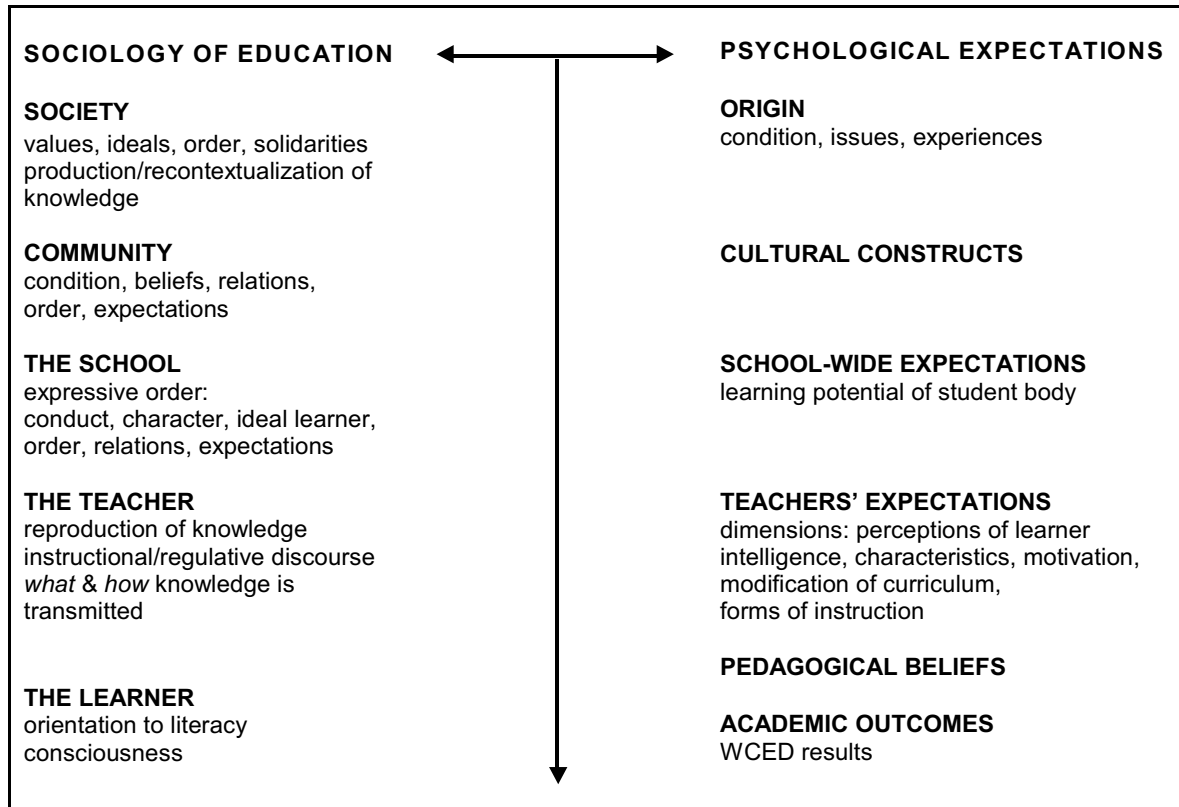 SOCIOLOGY OF EDUCATION
SOCIETY
values, ideals, order, solidarities
production/recontextualization of
knowledge
COMMUNITY
condition, beliefs, relations,
order, expectations
THE SCHOOL
expressive order:
conduct, character, ideal learner,
order, relations, expectations
THE TEACHER
reproduction of knowledge
instructional/regulative discourse
what & how knowledge is
transmitted
THE LEARNER
orientation to literacy
consciousness
PSYCHOLOGICAL EXPECTATIONS
ORIGIN
condition, issues, experiences
CULTURAL CONSTRUCTS
SCHOOL-WIDE EXPECTATIONS
learning potential of student body
TEACHERS’ EXPECTATIONS
dimensions: perceptions of learner
intelligence, characteristics, motivation,
modification of curriculum,
forms of instruction
PEDAGOGICAL BELIEFS
ACADEMIC OUTCOMES
WCED results